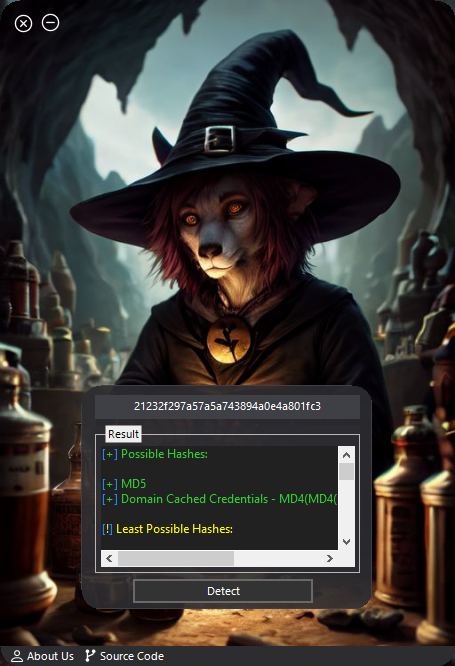 21232f297a57a5a743894a0e4a801fc3
Result
[+] Possible Hashes:
[+] MD5
[+] Domain Cached Credentials - MD4(MD4(
[!] Least Possible Hashes:
Detect
About Us
Source Code